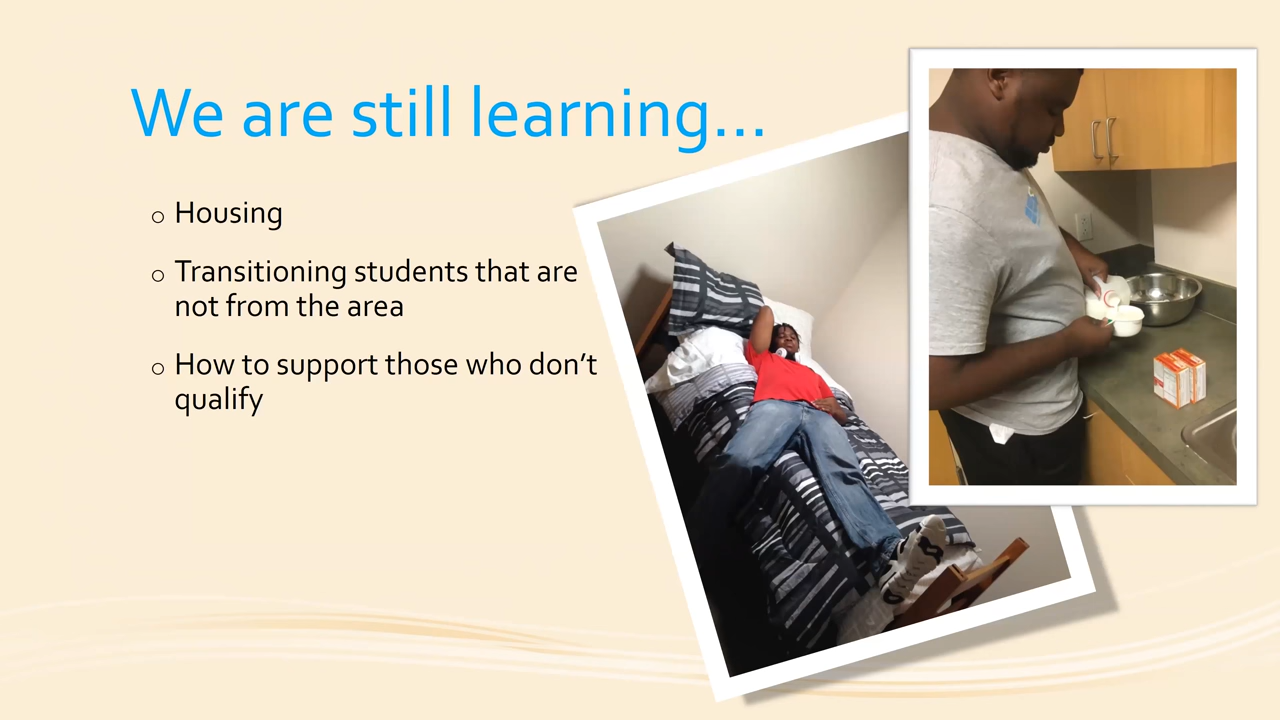 We are still learning...
o Housing
o Transitioning students that are
not from the area
o How to support those who don’t
qualify